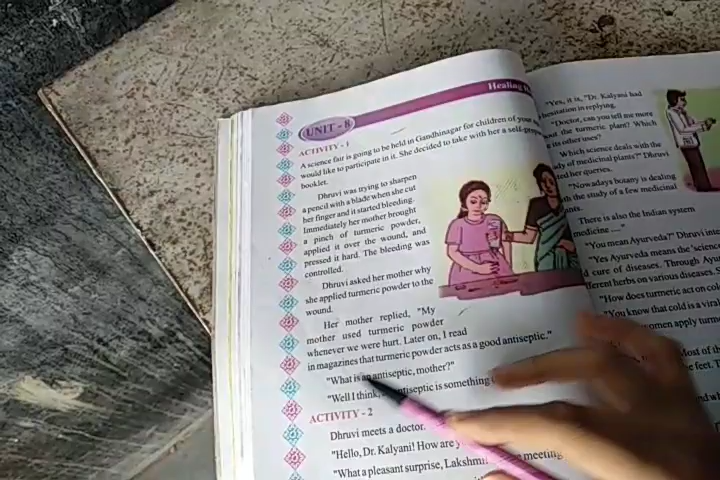 Healing
UNIT - 8
ACTIVITY - 1
A science fair is going to be held in Gandhinagar for children of your
would like to participate in it. She decided to take with her a
booklet.
Dhruvi was trying to sharpen
a pencil with a blade when she cut
her finger and it started bleeding.
Immediately her mother brought
a pinch of turmeric powder,
applied it over the wound, and
pressed it hard. The bleeding was
controlled.
Dhruvi asked her mother why
she applied turmeric powder to the
wound.
Her mother replied, "My
mother used turmeric powder
whenever we were hurt. Later on, I read
in magazines that turmeric powder acts as a good antiseptic."
"What is an antiseptic, mother?"
"Well I think, antiseptic is something
ACTIVITY - 2
Dhruvi meets a doctor.
"Hello, Dr. Kalyani! How are
"What a pleasant surprise, Lakshmi! meeting
"Yes, it is, "Dr. Kalyani had
hesitation in replying.
"Doctor, can you tell me more
the turmeric plant? Which
its other uses?
Which science deals with the
of medicinal plants?" Dhruvi
her queries.
"Nowadays botany is dealing
the study of a few medicinal
There is also the Indian system
medicine ...."
"You mean Ayurveda?" Dhruvi
"Yes Ayurveda means the 'science
cure of diseases. Through
herbs on various diseases.
"How does turmeric act on
"You know that cold is a
women apply
Most of
the feet.